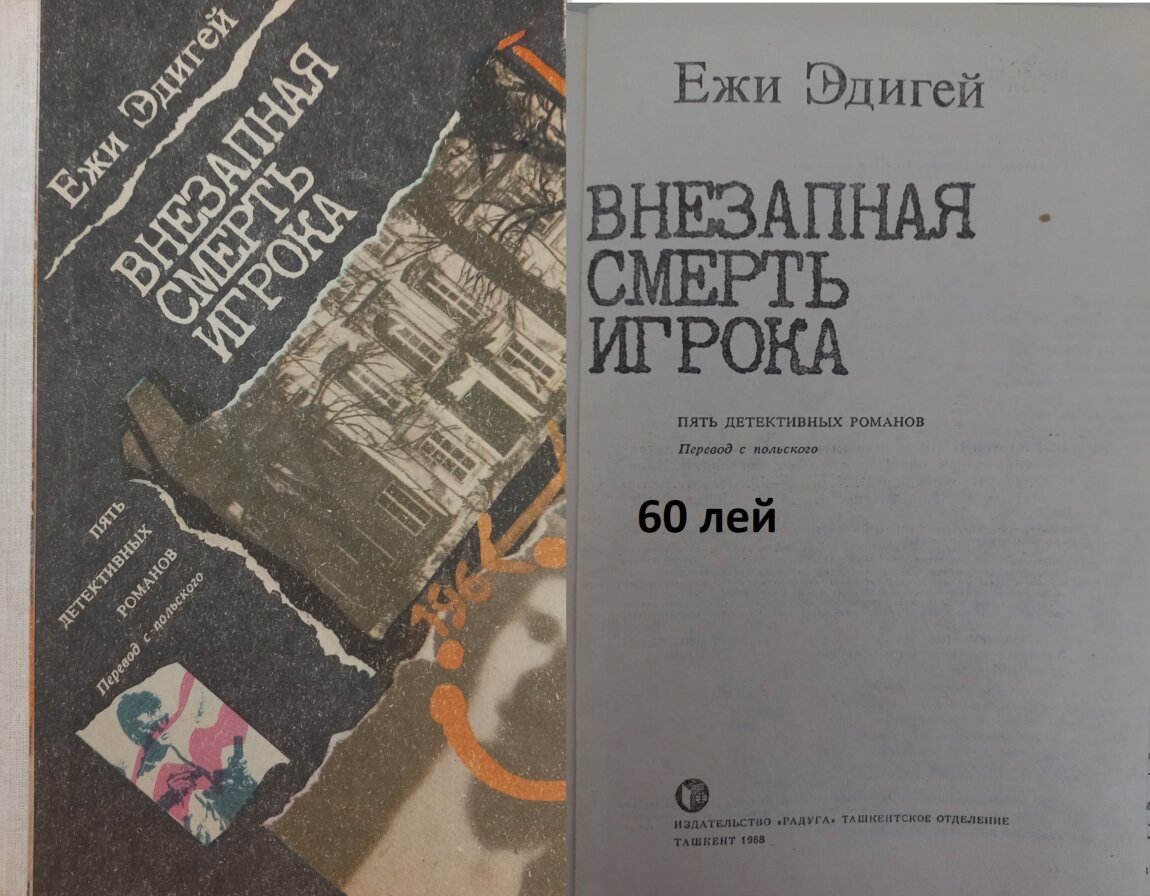 Ежи Эдигей
ВНЕЗАПНАЯ
СМЕРТЬ
ИГРОКА
ПЯТЬ
ДЕТЕКТИВНЫХ
РОМАНОВ
Перевод с польского
196
Ежи Эдигей
ВНЕЗАПНАЯ
СМЕРТЬ
ИГРОКА
ПЯТЬ ДЕТЕКТИВНЫХ РОМАНОВ
Перевод с польского
60 лей
ИЗДАТЕЛЬСТВО «РАДУГА» ТАШКЕНТСКОЕ ОТДЕЛЕНИЕ
ТАШКЕНТ 1988